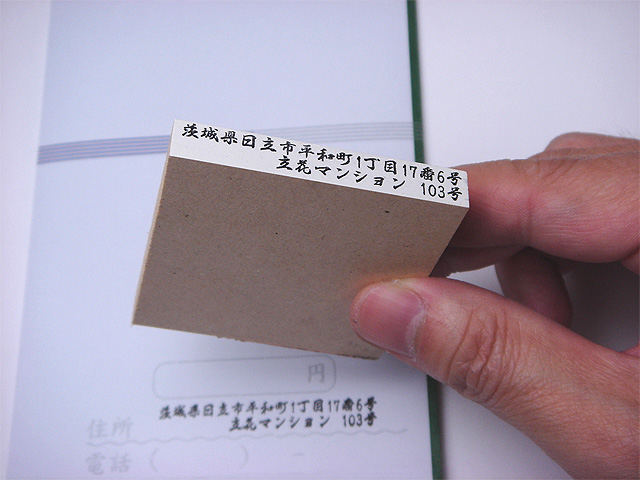 茨城県日立市平和町1丁目17番6号
立花マンション 103号
円
茨城県日立市平和町1丁目17番6号
住所
立花マンション 103号
電話 ( ) -